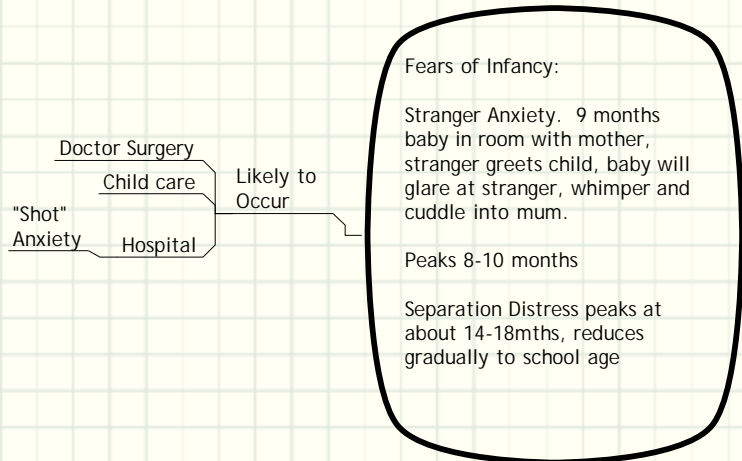 Fears of Infancy:
Stranger Anxiety.  9 months
baby in room with mother,
stranger greets child, baby will
glare at stranger, whimper and
cuddle into mum.
Peaks 8-10 months
Separation Distress peaks at
about 14-18mths, reduces
gradually to school age
Likely to
Occur
Doctor Surgery
Child care
Hospital
"Shot"
Anxiety